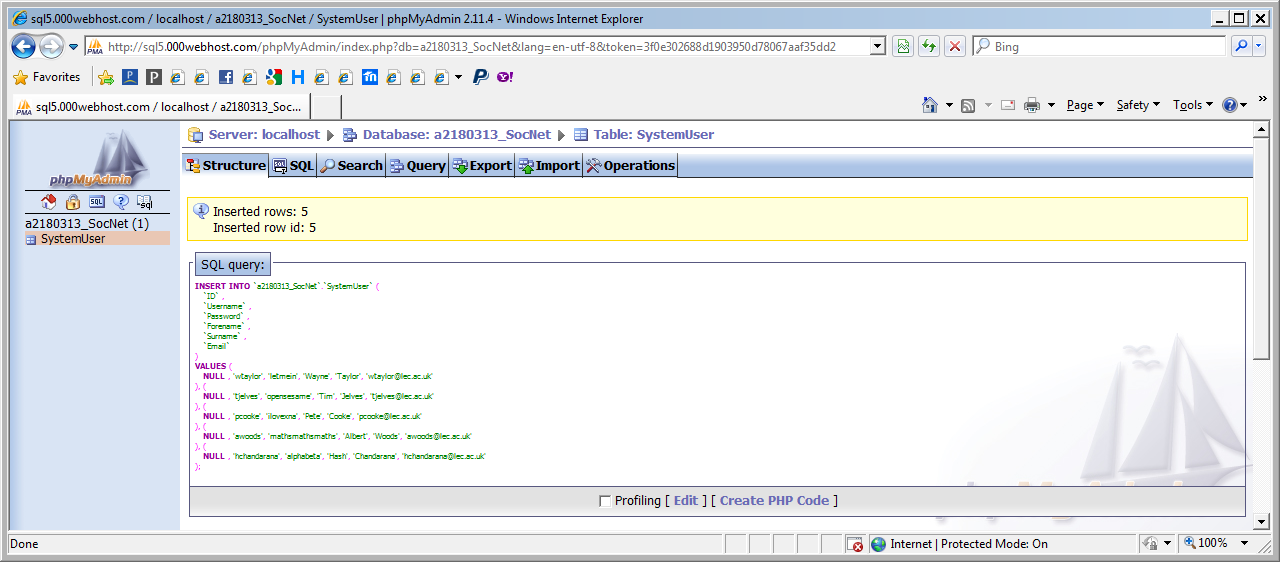 sql5.000webhost.com / localhost / a2180313_SocNet / SystemUser | phpMyAdmin 2.11.4 - Windows Internet Explorer
http://sql5.000webhost.com/phpMyAdmin/index.php?db=a2180313_SocNet&lang=en-utf-8&token=3f0e302688d1903950d78067aaf35dd2
Bing
Favorites
sql5.000webhost.com / localhost / a2180313_Soc...
Page Safety Tools
phpMyAdmin
a2180313_SocNet (1)
SystemUser
Server: localhost Database: a2180313_SocNet Table: SystemUser
Structure SQL Search Query Export Import Operations
Inserted rows: 5
Inserted row id: 5
SQL query:
INSERT INTO `a2180313_SocNet`.`SystemUser` (
`ID` ,
`Username` ,
`Password` ,
`Forename` ,
`Surname` ,
`Email`
)
VALUES (
NULL , 'wtaylor', 'letmein', 'Wayne', 'Taylor', 'wtaylor@lec.ac.uk'
), (
NULL , 'tjelves', 'opensesame', 'Tim', 'Jelves', 'tjelves@lec.ac.uk'
), (
NULL , 'pcooke', 'ilovexna', 'Pete', 'Cooke', 'pcooke@lec.ac.uk'
), (
NULL , 'awoods', 'mathsmathsmaths', 'Albert', 'Woods', 'awoods@lec.ac.uk'
), (
NULL , 'hchandarana', 'alphabeta', 'Hash', 'Chandarana', 'hchandarana@lec.ac.uk'
);
Profiling [ Edit ] [ Create PHP Code ]
Done
Internet | Protected Mode: On
100%